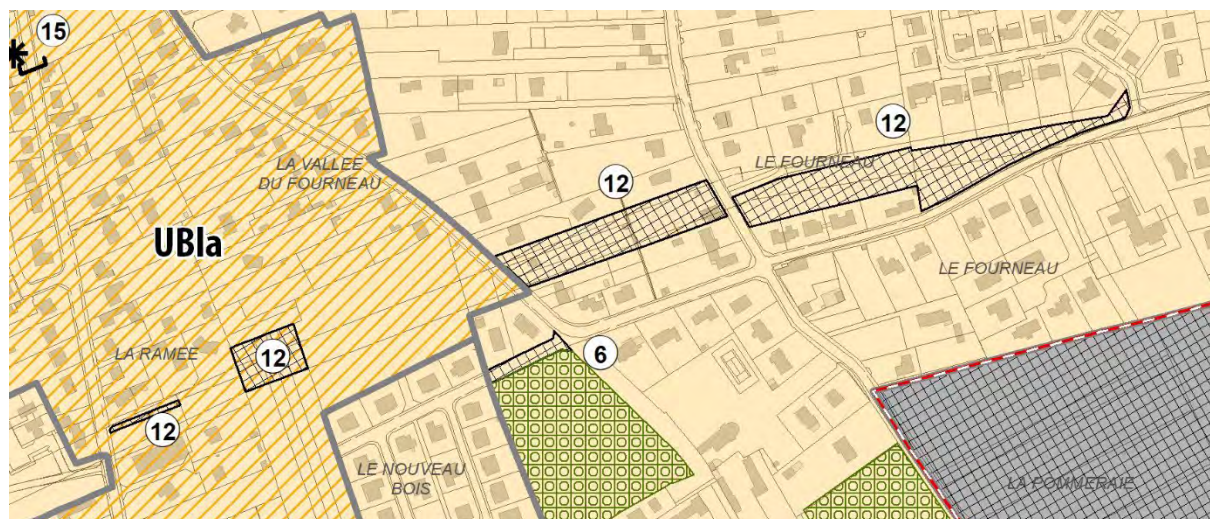 15
12
LE FOURNEAU
LA VALLEE
DU FOURNEAU
12
UBla
LE FOURNEAU
LA RAMEE
12
6
12
LE NOUVEAU
BOIS
LA POMMERAIE